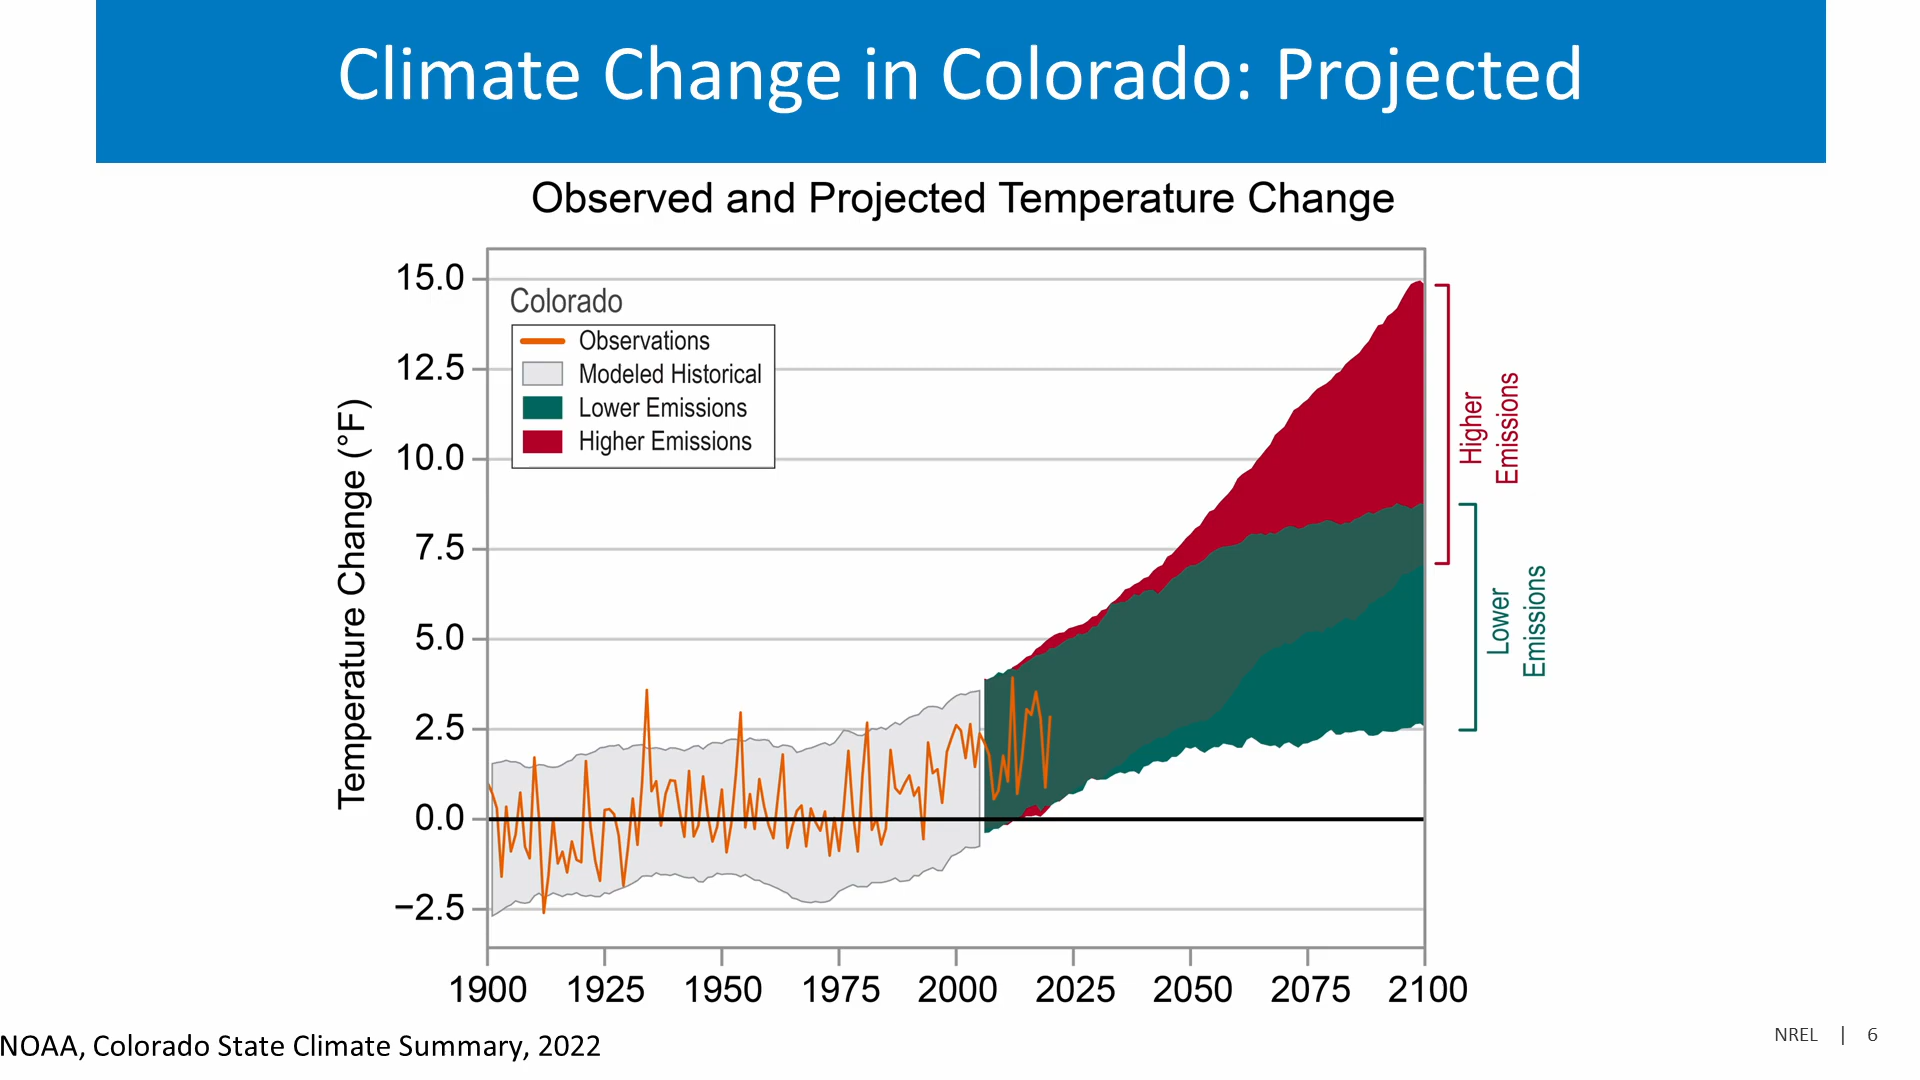 Climate Change in Colorado: Projected
Observed and Projected Temperature Change
Temperature Change (°F)
15.0
12.5
10.0
7.5
5.0
2.5
0.0
−2.5
Colorado
Observations
Modeled Historical
Lower Emissions
Higher Emissions
Higher
Emissions
Lower
Emissions
1900 1925 1950 1975 2000 2025 2050 2075 2100
NOAA, Colorado State Climate Summary, 2022
NREL | 6